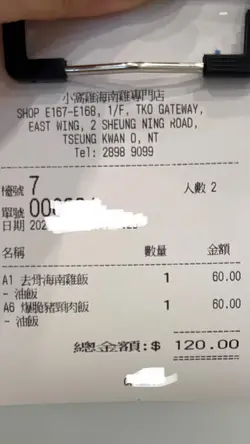 小窩雞海南雞專門店
SHOP E167-E168, 1/F, TKO GATEWAY,
EAST WING, 2 SHEUNG NING ROAD,
TSEUNG KWAN O, NT
Tel: 2898 9099
檯號 7 人數 2
單號
日期
名稱 數量 金額
A1 去骨海南雞飯 1 60.00
- 油飯
A6 爆脆豬頸肉飯 1 60.00
- 油飯
總金額:$ 120.00